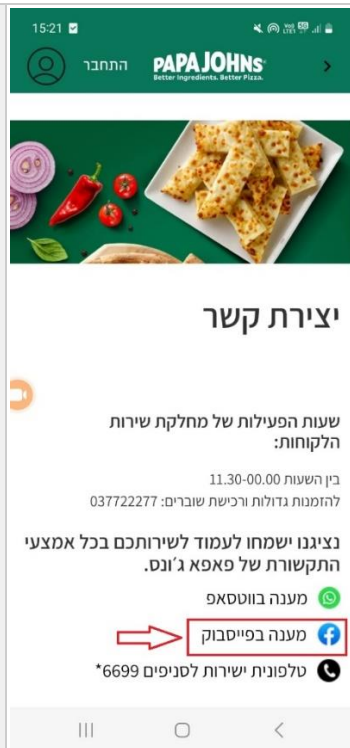 15:21
התחבר
PAPA JOHNS
Better Ingredients. Better Pizza.
יצירת קשר
שעות הפעילות של מחלקת שירות
הלקוחות:
בין השעות 11.30-00.00
להזמנות גדולות ורכישת שוברים: 037722277
נציגנו ישמחו לעמוד לשירותכם בכל אמצעי
התקשורת של פאפא ג׳ונס.
מענה בווטסאפ
מענה בפייסבוק
טלפונית ישירות לסניפים 6699*